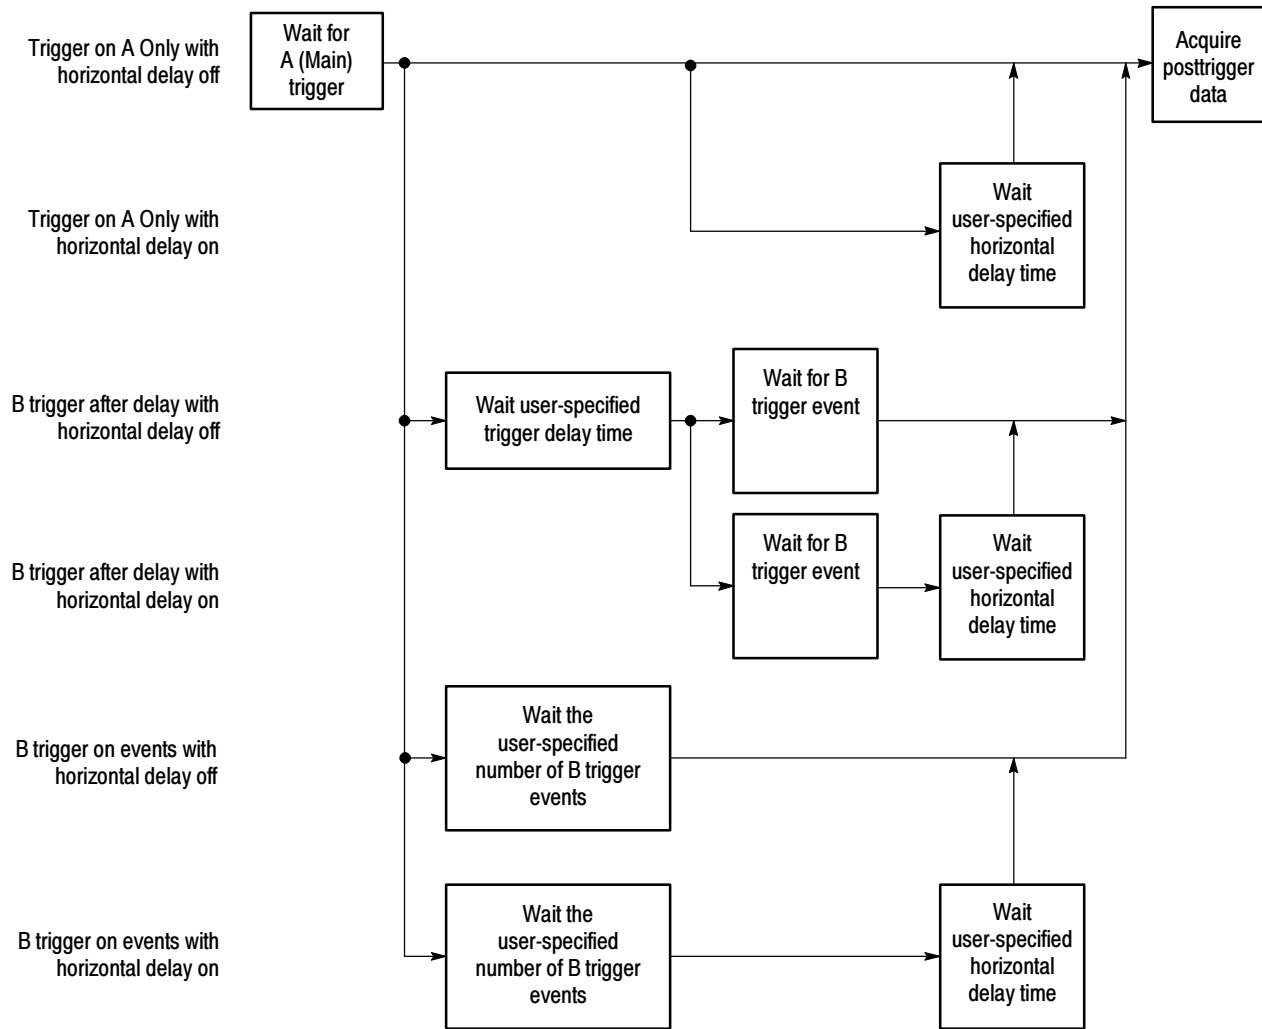 Trigger on A Only with
horizontal delay off
Wait for
A (Main)
trigger
Acquire
posttrigger
data
Trigger on A Only with
horizontal delay on
Wait
user-specified
horizontal
delay time
B trigger after delay with
horizontal delay off
Wait user-specified
trigger delay time
Wait for B
trigger event
B trigger after delay with
horizontal delay on
Wait for B
trigger event
Wait
user-specified
horizontal
delay time
B trigger on events with
horizontal delay off
Wait the
user-specified
number of B trigger
events
B trigger on events with
horizontal delay on
Wait the
user-specified
number of B trigger
events
Wait
user-specified
horizontal
delay time